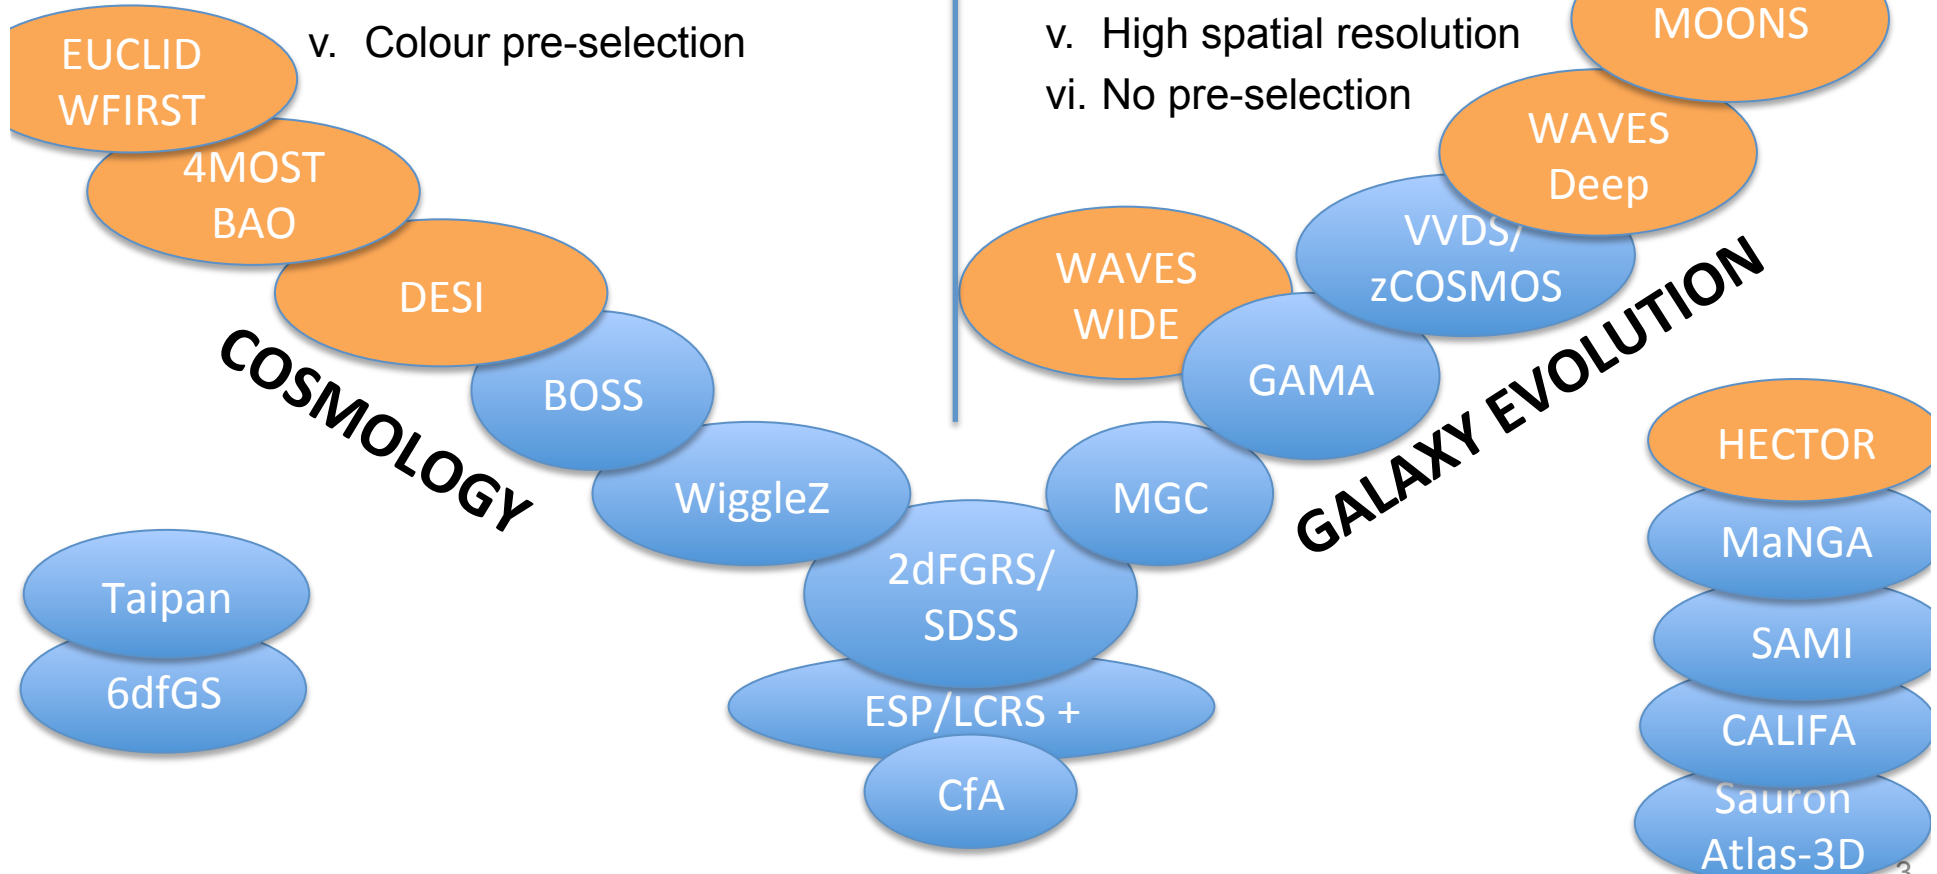 EUCLID
WFIRST
v. Colour pre-selection
4MOST
BAO
DESI
COSMOLOGY
BOSS
WiggleZ
Taipan
6dfGS
2dFGRS/
SDSS
ESP/LCRS +
CfA
v. High spatial resolution
vi. No pre-selection
MOONS
WAVES
Deep
VVDS/
zCOSMOS
WAVES
WIDE
GAMA
MGC
GALAXY EVOLUTION
HECTOR
MaNGA
SAMI
CALIFA
Sauron
Atlas-3D
3